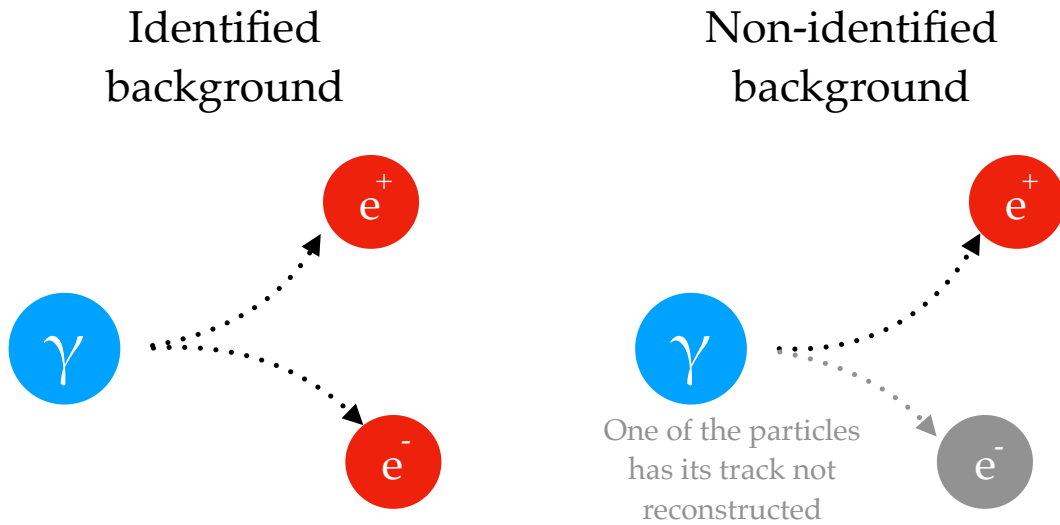 Identified
background
γ
e⁺
e⁻
Non-identified
background
γ
e⁺
e⁻
One of the particles
has its track not
reconstructed